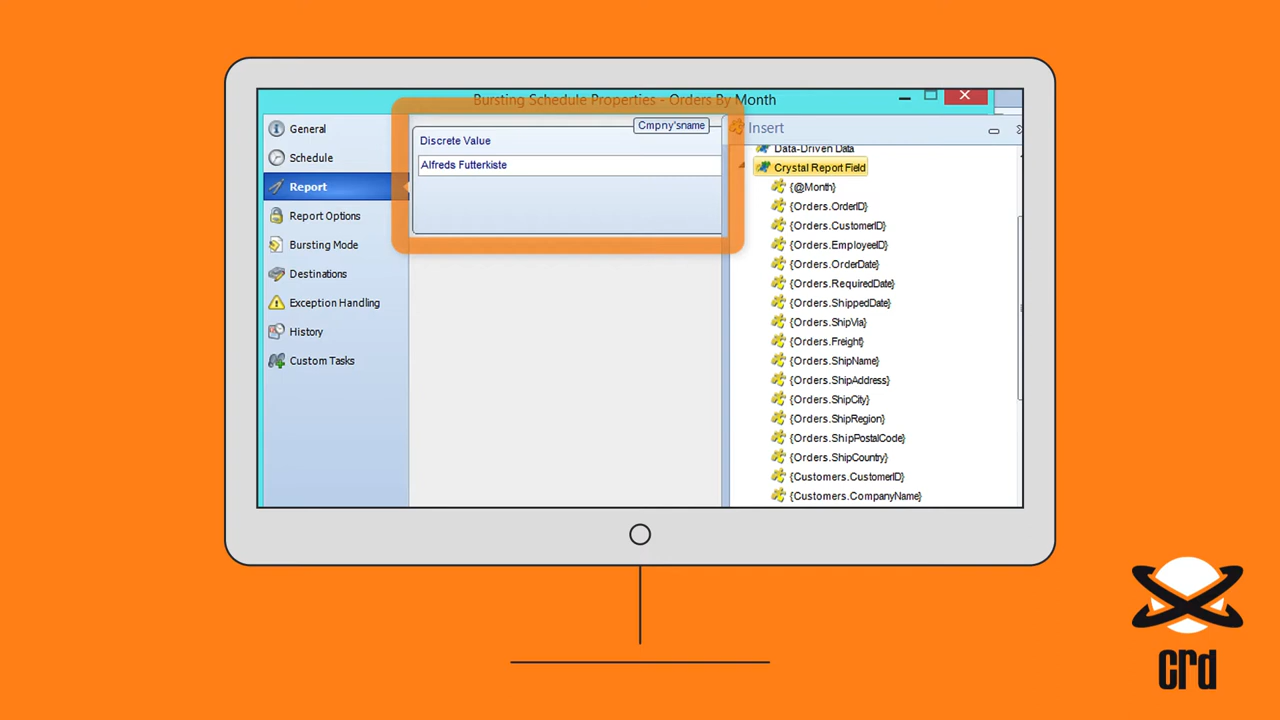 Bursting Schedule Properties - Orders By Month
General
Schedule
Report
Report Options
Bursting Mode
Destinations
Exception Handling
History
Custom Tasks
Cmpny'sname
Discrete Value
Alfreds Futterkiste
Insert
Data-Driven Data
Crystal Report Field
{@Month}
{Orders.OrderID}
{Orders.CustomerID}
{Orders.EmployeeID}
{Orders.OrderDate}
{Orders.RequiredDate}
{Orders.ShippedDate}
{Orders.ShipVia}
{Orders.Freight}
{Orders.ShipName}
{Orders.ShipAddress}
{Orders.ShipCity}
{Orders.ShipRegion}
{Orders.ShipPostalCode}
{Orders.ShipCountry}
{Customers.CustomerID}
{Customers.CompanyName}
crd